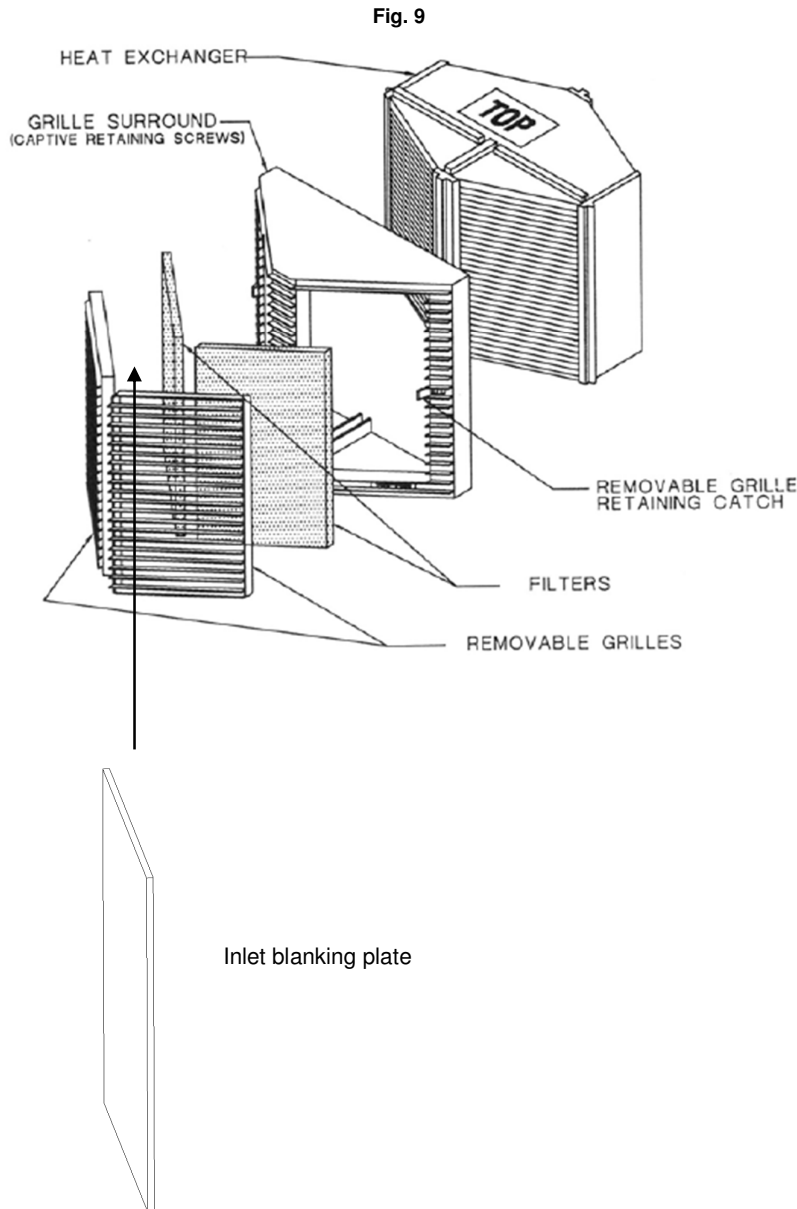 Fig. 9
HEAT EXCHANGER
TOP
GRILLE SURROUND
(CAPTIVE RETAINING SCREWS)
REMOVABLE GRILLE
RETAINING CATCH
FILTERS
REMOVABLE GRILLES
Inlet blanking plate